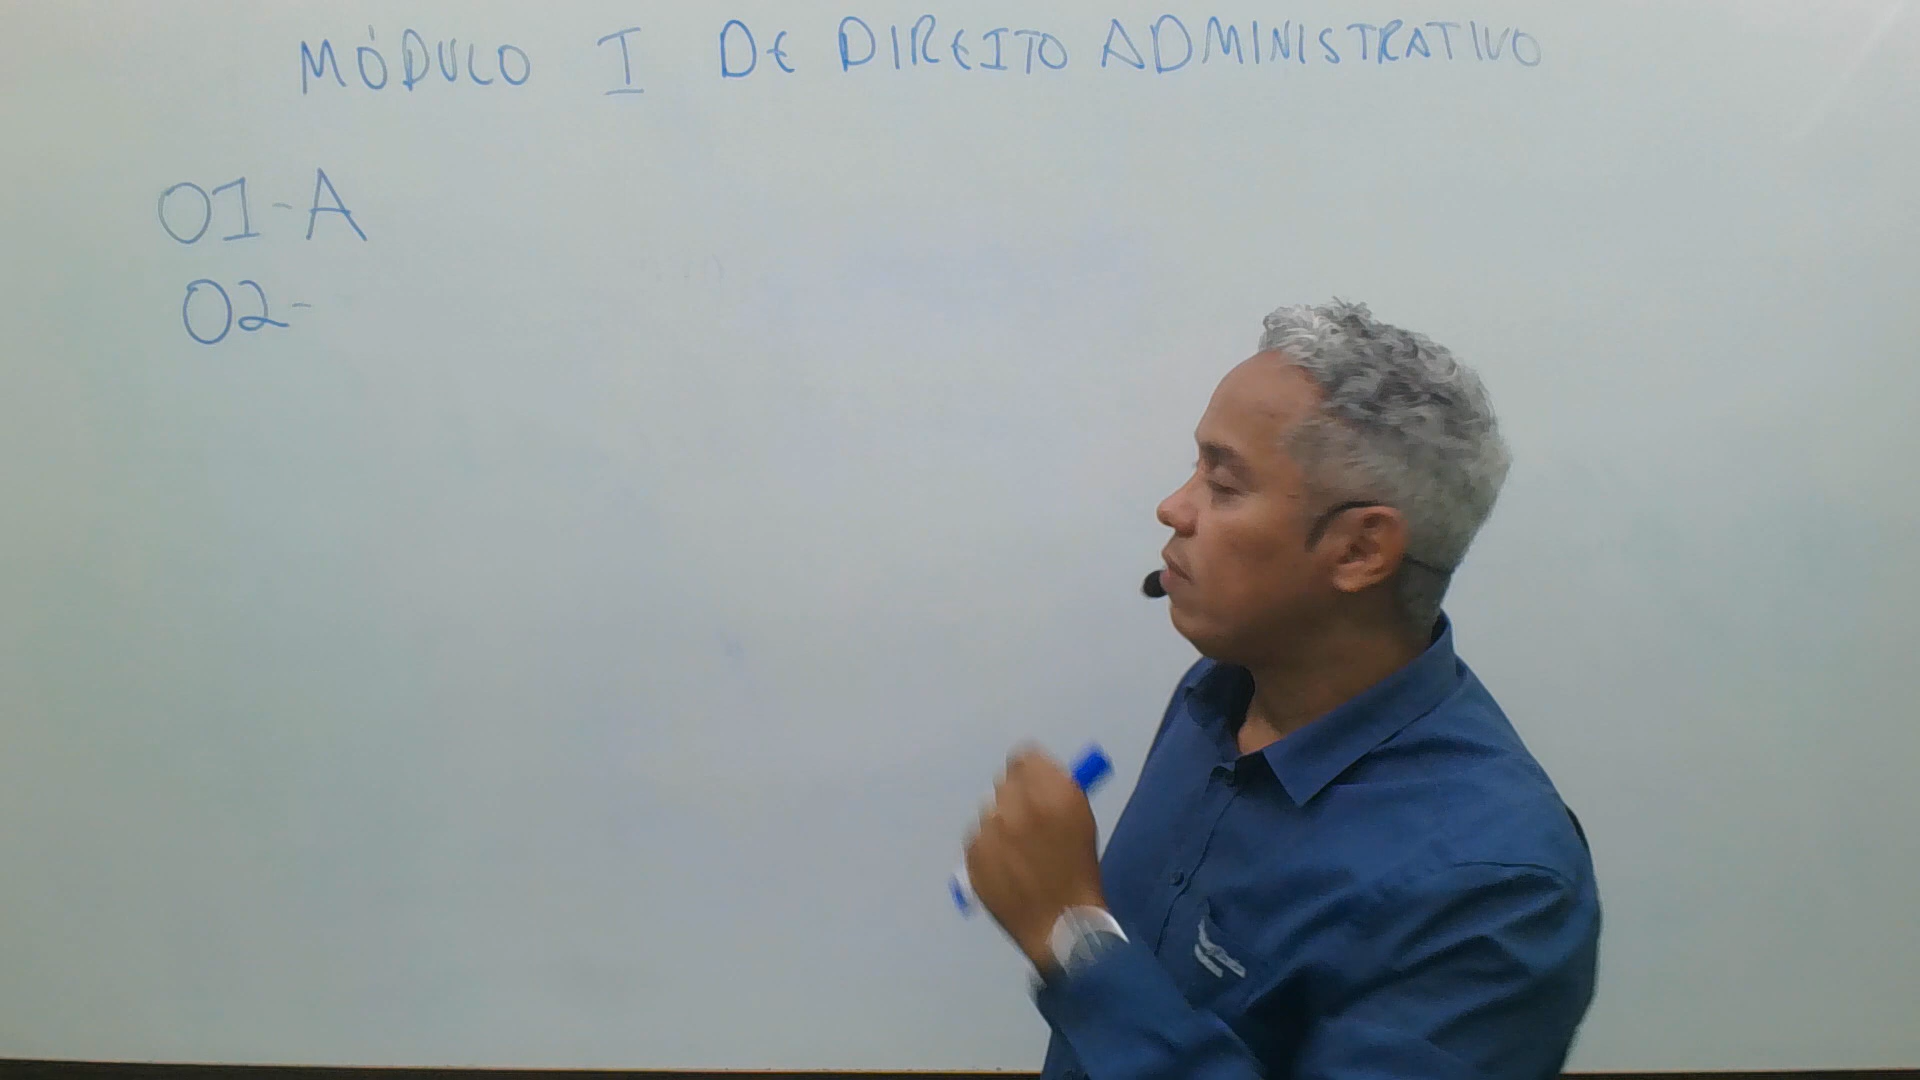 MÓDULO I DE DIREITO ADMINISTRATIVO
01-A
02-